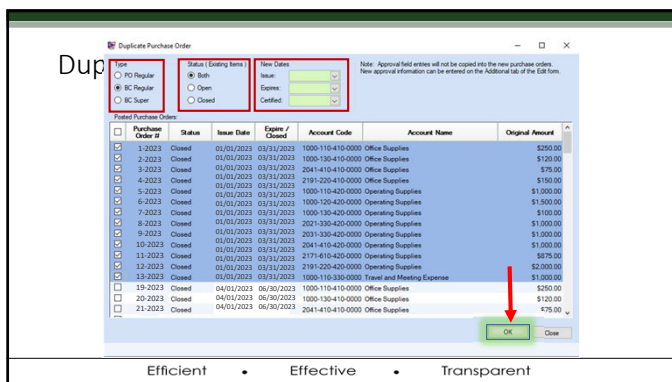 Dup
Duplicate Purchase Order
Type
PO Regular
BC Regular
BC Super
Status ( Existing Items )
Both
Open
Closed
New Dates
Issue:
Expires:
Certified:
Note: Approval field entries will not be copied into the new purchase orders.
New approval information can be entered on the Additional tab of the Edit form.
Posted Purchase Orders:
Purchase Order # Status Issue Date Expire / Closed Account Code Account Name Original Amount
1-2023 Closed 01/01/2023 03/31/2023 1000-110-410-0000 Office Supplies $250.00
2-2023 Closed 01/01/2023 03/31/2023 1000-130-410-0000 Office Supplies $120.00
3-2023 Closed 01/01/2023 03/31/2023 2041-410-410-0000 Office Supplies $75.00
4-2023 Closed 01/01/2023 03/31/2023 2191-220-410-0000 Office Supplies $150.00
5-2023 Closed 01/01/2023 03/31/2023 1000-110-420-0000 Operating Supplies $1,000.00
6-2023 Closed 01/01/2023 03/31/2023 1000-120-420-0000 Operating Supplies $1,500.00
7-2023 Closed 01/01/2023 03/31/2023 1000-130-420-0000 Operating Supplies $100.00
8-2023 Closed 01/01/2023 03/31/2023 2021-330-420-0000 Operating Supplies $1,000.00
9-2023 Closed 01/01/2023 03/31/2023 2031-330-420-0000 Operating Supplies $1,000.00
10-2023 Closed 01/01/2023 03/31/2023 2041-410-420-0000 Operating Supplies $1,000.00
11-2023 Closed 01/01/2023 03/31/2023 2171-610-420-0000 Operating Supplies $875.00
12-2023 Closed 01/01/2023 03/31/2023 2191-220-420-0000 Operating Supplies $2,000.00
13-2023 Closed 01/01/2023 03/31/2023 1000-110-330-0000 Travel and Meeting Expense $1,000.00
19-2023 Closed 04/01/2023 06/30/2023 1000-110-410-0000 Office Supplies $250.00
20-2023 Closed 04/01/2023 06/30/2023 1000-130-410-0000 Office Supplies $120.00
21-2023 Closed 04/01/2023 06/30/2023 2041-410-410-0000 Office Supplies $75.00
OK Close
Efficient • Effective • Transparent